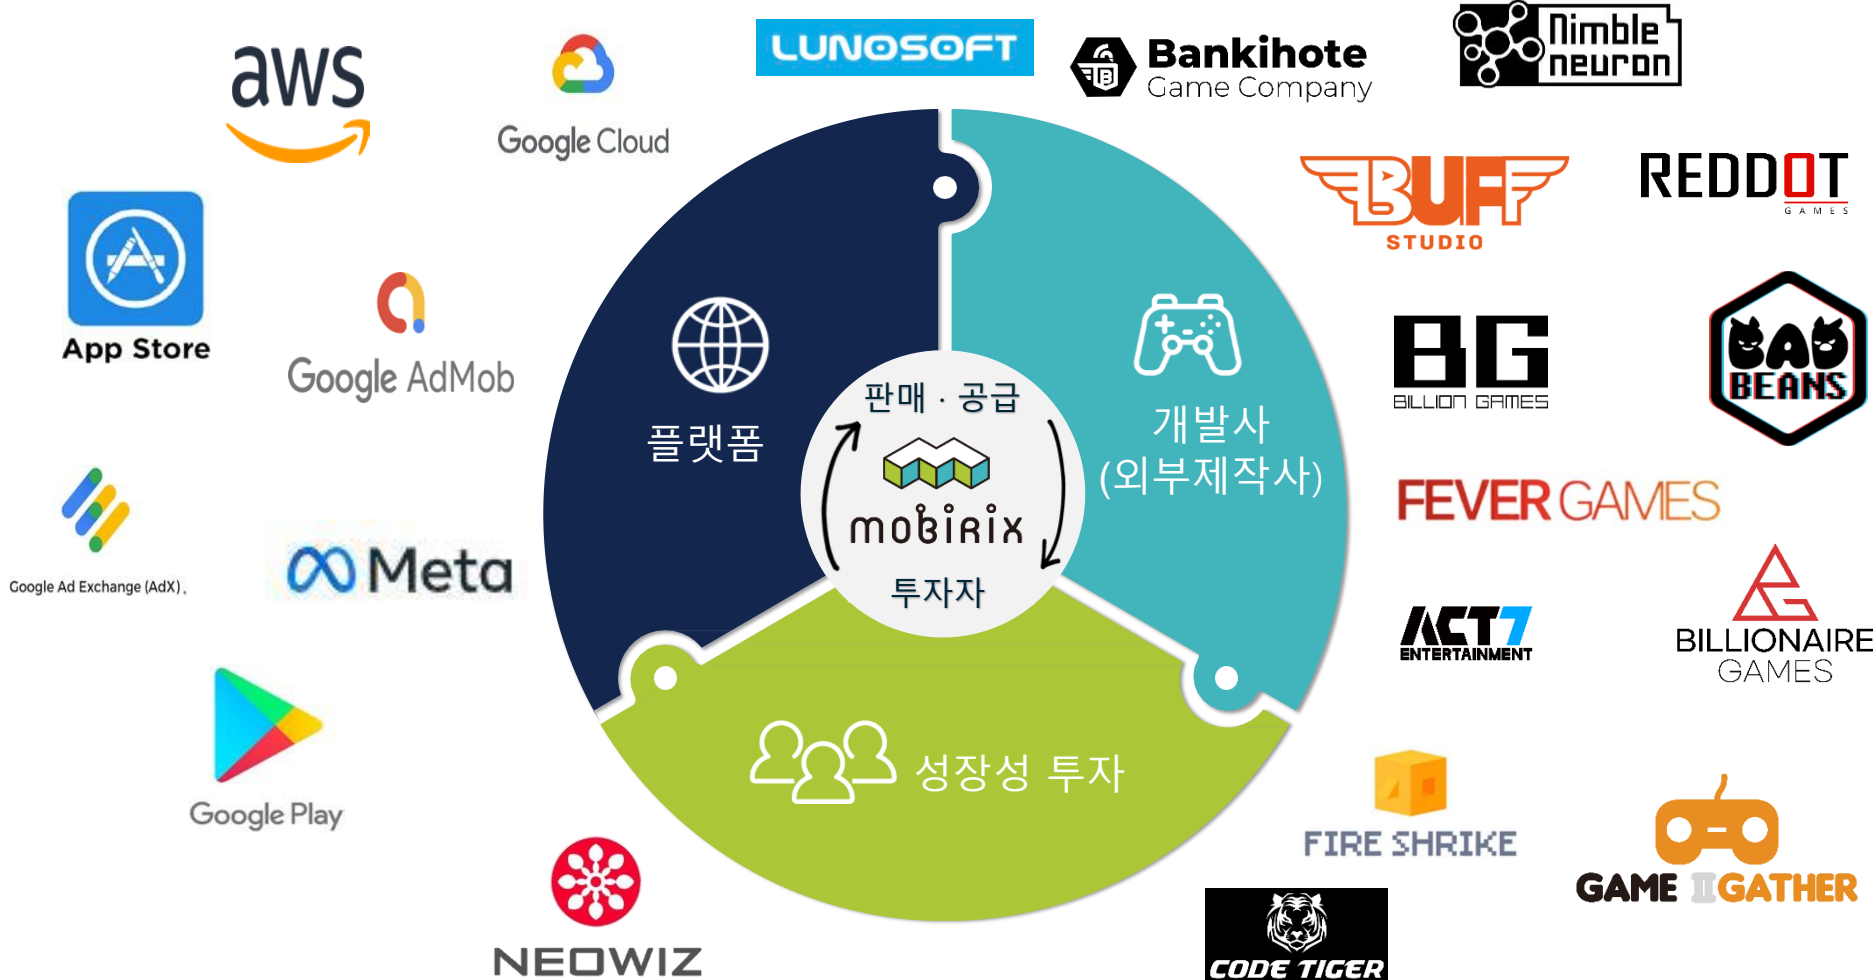 aws
Google Cloud
LUNOSOFT
Bankihote
Game Company
Nimble
neuron
App Store
Google AdMob
BUFF
STUDIO
REDDOT
GAMES
BG
BILLION GAMES
BAD
BEANS
플랫폼
판매 · 공급
mobirix
투자자
개발사
(외부제작사)
Google Ad Exchange (AdX) ,
Meta
FEVER GAMES
ACT7
ENTERTAINMENT
BILLIONAIRE
GAMES
Google Play
성장성 투자
FIRE SHRIKE
GAME II GATHER
NEOWIZ
CODE TIGER